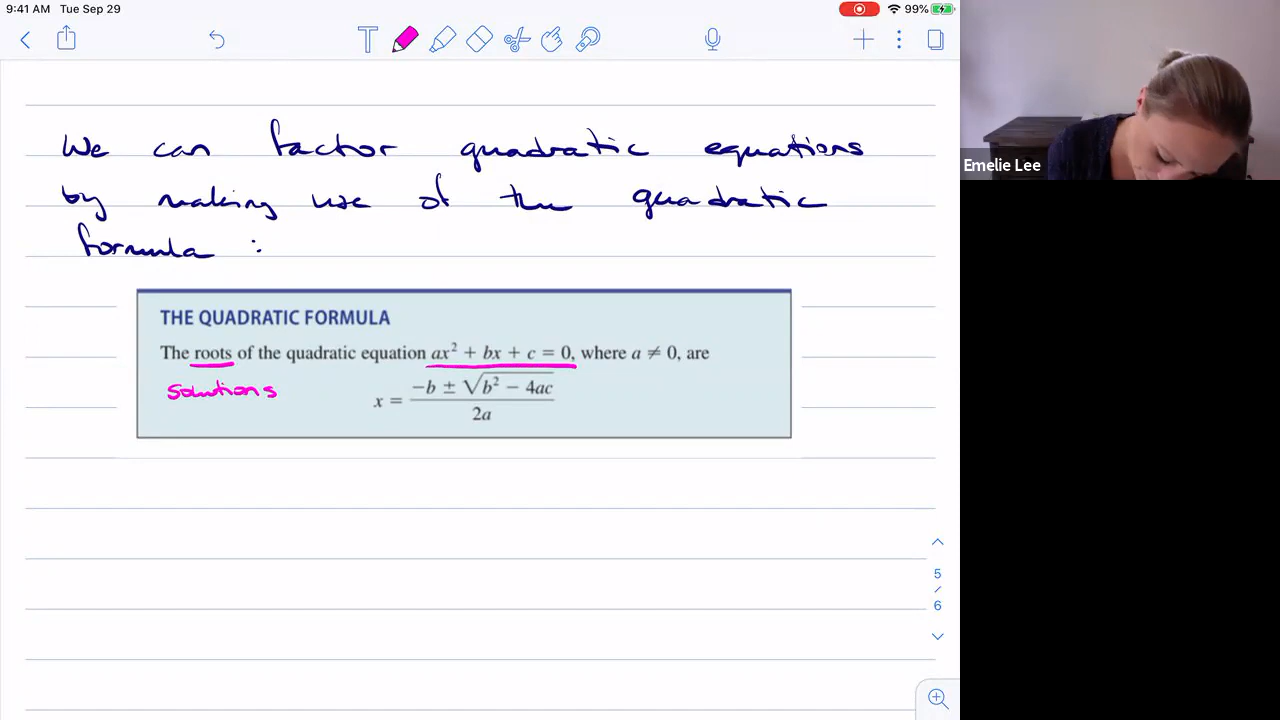 9:41 AM Tue Sep 29
99%
We can factor quadratic equations
by making use of the quadratic
formula :
THE QUADRATIC FORMULA
The roots of the quadratic equation ax² + bx + c = 0, where a ≠ 0, are
solutions
x = \frac{-b ± √(b² − 4ac)}{2a}
Emelie Lee
5
/
6